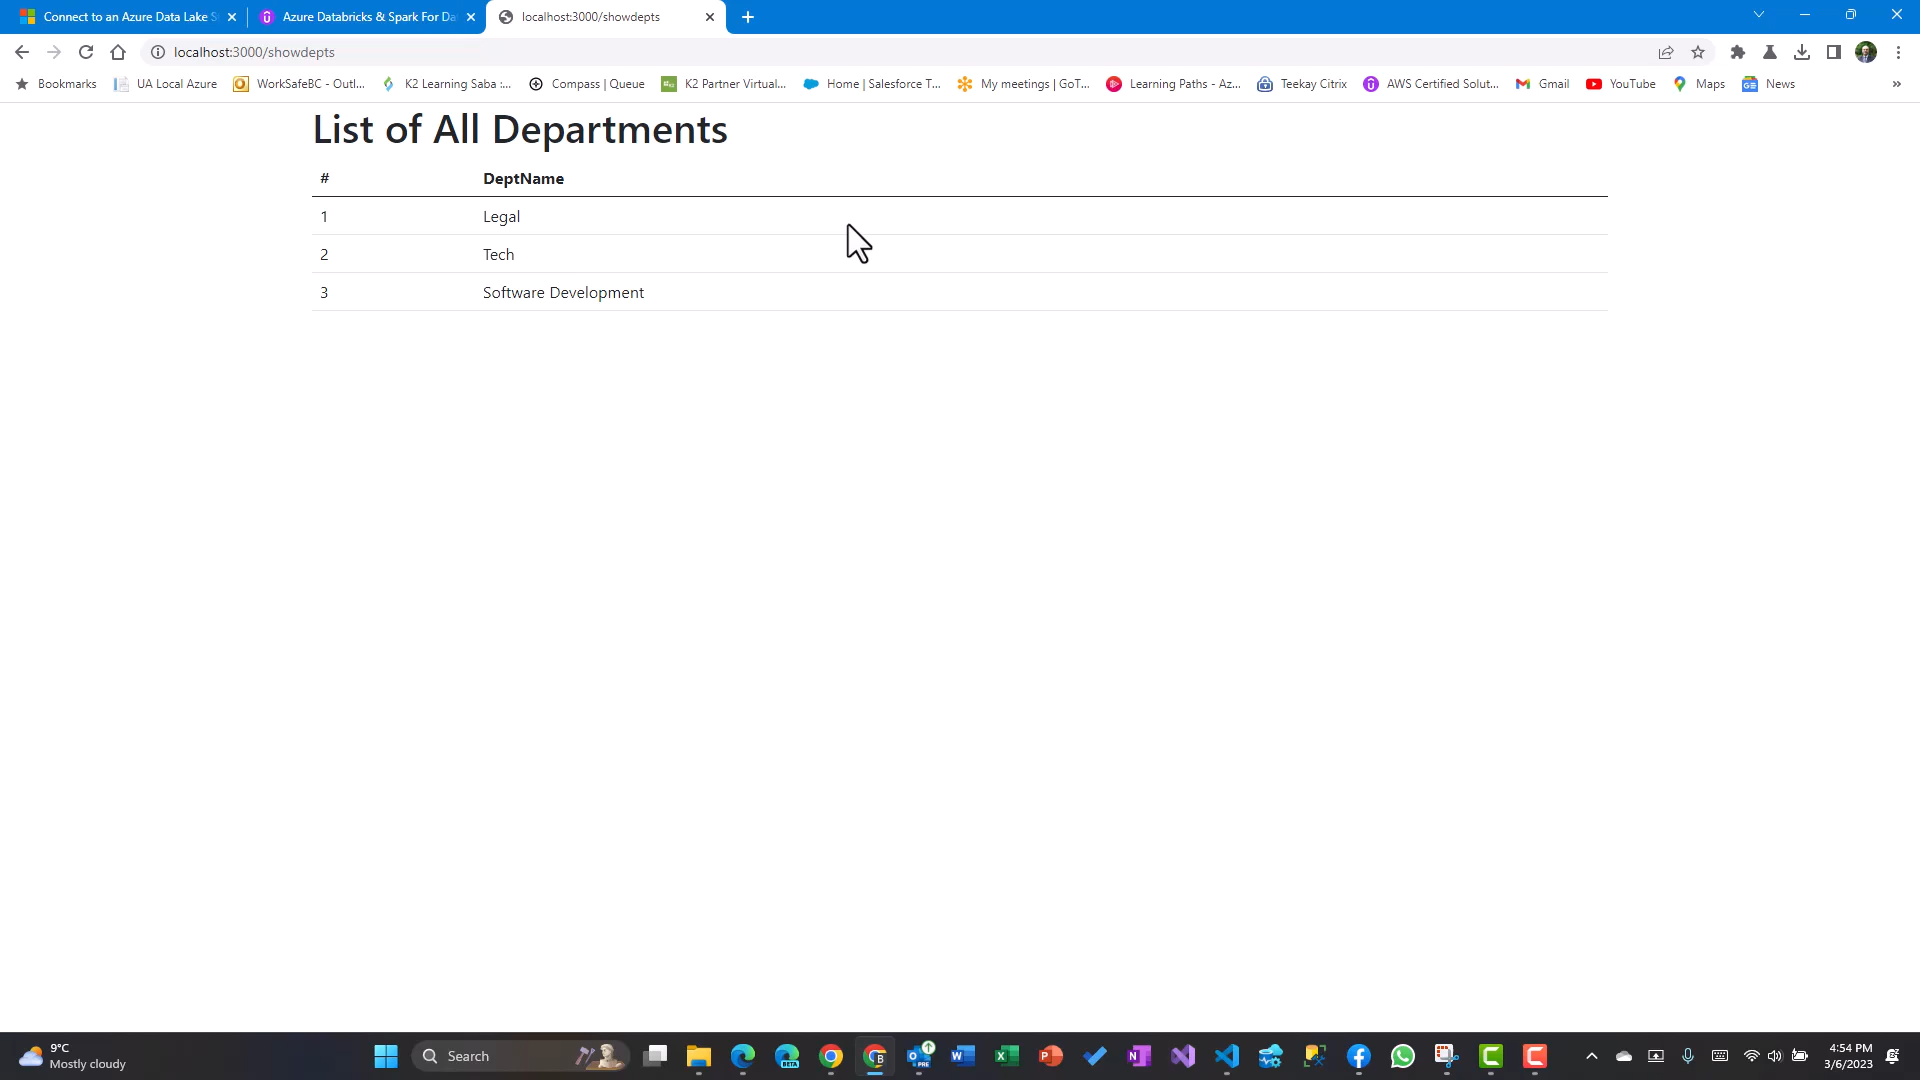 Connect to an Azure Data Lake S
Azure Databricks & Spark For Da
localhost:3000/showdepts
localhost:3000/showdepts
Bookmarks
UA Local Azure
WorkSafeBC - Outl...
K2 Learning Saba :...
Compass | Queue
K2 Partner Virtual...
Home | Salesforce T...
My meetings | GoT...
Learning Paths - Az...
Teekay Citrix
AWS Certified Solut...
Gmail
YouTube
Maps
News
List of All Departments
# DeptName
1 Legal
2 Tech
3 Software Development
9°C
Mostly cloudy
Search
4:54 PM
3/6/2023